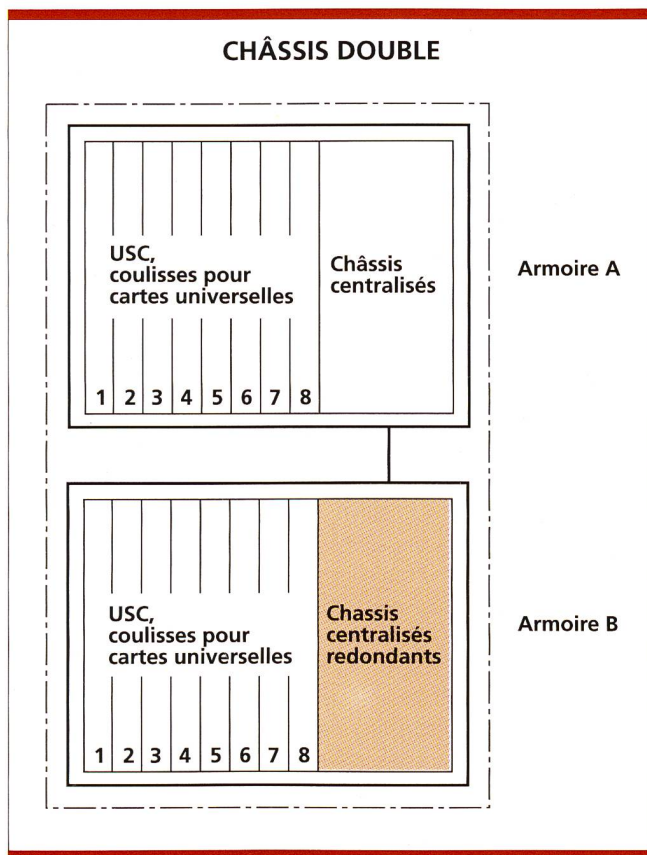 CHÂSSIS DOUBLE
USC,
coulisses pour
cartes universelles
Châssis
centralisés
1 2 3 4 5 6 7 8
Armoire A
USC,
coulisses pour
cartes universelles
Chassis
centralisés
redondants
1 2 3 4 5 6 7 8
Armoire B